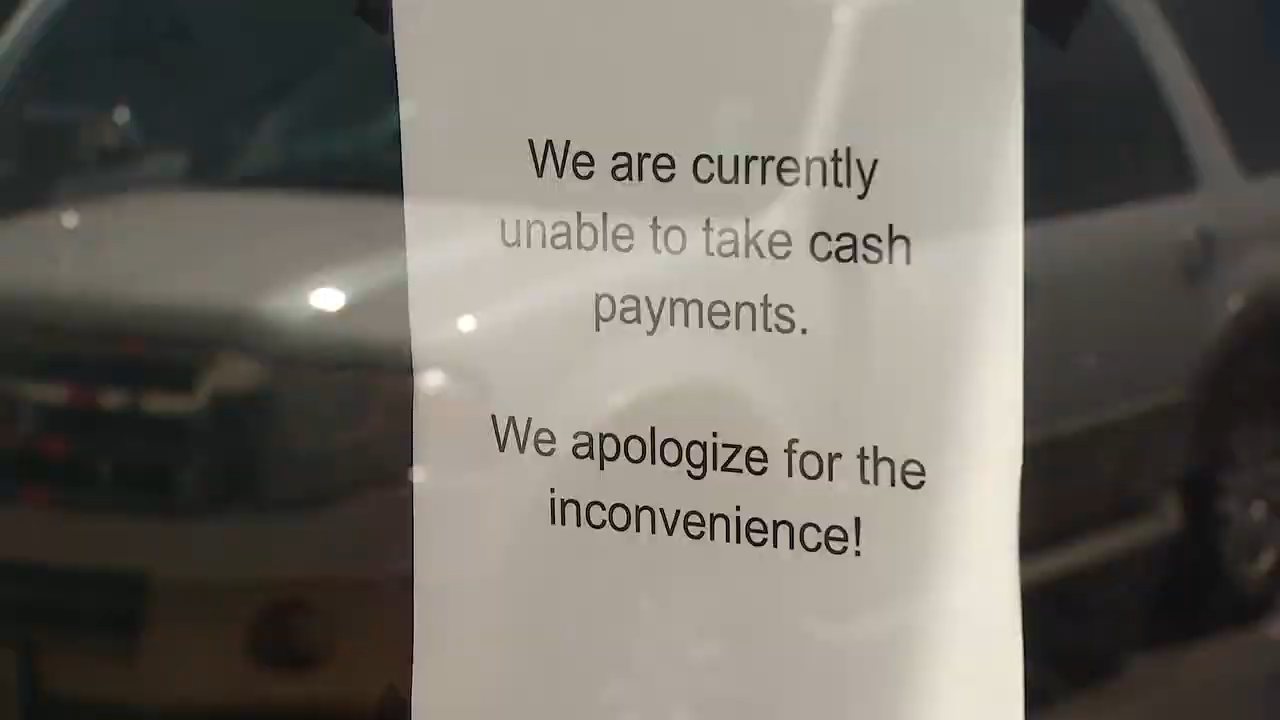 We are currently
unable to take cash
payments.
We apologize for the
inconvenience!